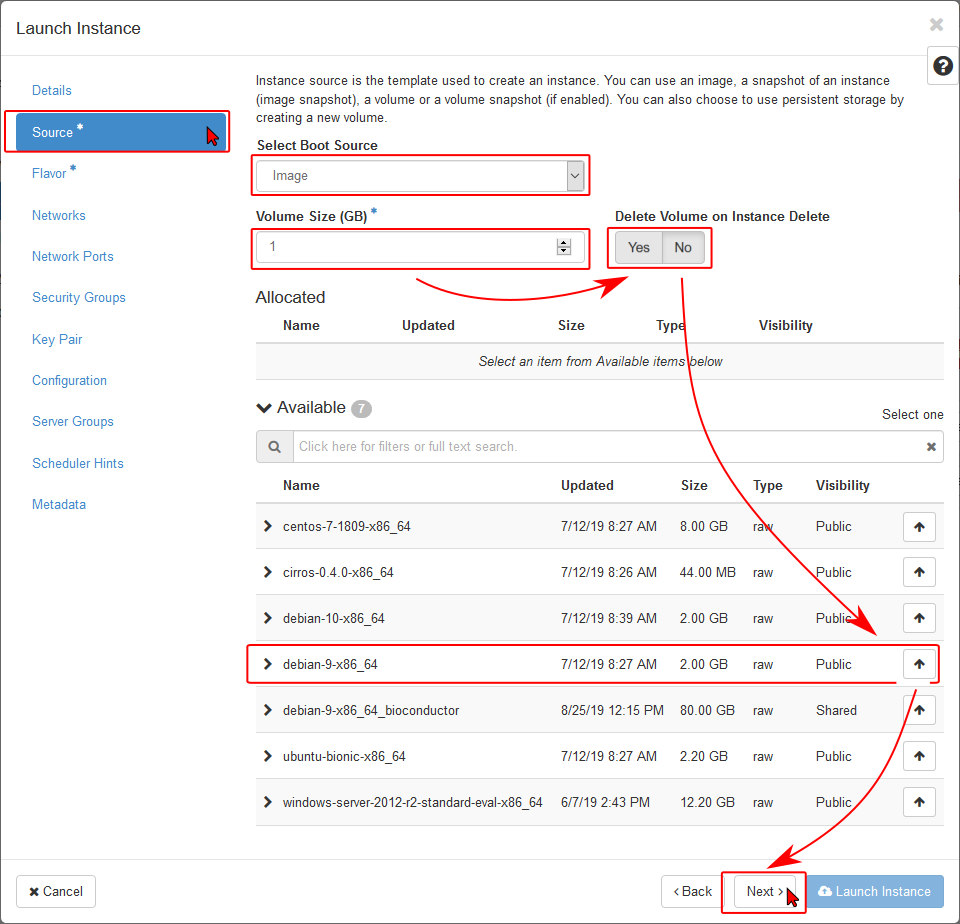 Launch Instance
Details
Source *
Flavor *
Networks
Network Ports
Security Groups
Key Pair
Configuration
Server Groups
Scheduler Hints
Metadata
Instance source is the template used to create an instance. You can use an image, a snapshot of an instance
(image snapshot), a volume or a volume snapshot (if enabled). You can also choose to use persistent storage by
creating a new volume.
Select Boot Source
Image
Volume Size (GB) * Delete Volume on Instance Delete
1 Yes No
Allocated
Name Updated Size Type Visibility
Select an item from Available items below
Available 7
Select one
Click here for filters or full text search.
Name Updated Size Type Visibility
centos-7-1809-x86_64 7/12/19 8:27 AM 8.00 GB raw Public
cirros-0.4.0-x86_64 7/12/19 8:26 AM 44.00 MB raw Public
debian-10-x86_64 7/12/19 8:39 AM 2.00 GB raw Public
debian-9-x86_64 7/12/19 8:27 AM 2.00 GB raw Public
debian-9-x86_64_bioconductor 8/25/19 12:15 PM 80.00 GB raw Shared
ubuntu-bionic-x86_64 7/12/19 8:27 AM 2.20 GB raw Public
windows-server-2012-r2-standard-eval-x86_64 6/7/19 2:43 PM 12.20 GB raw Public
Cancel < Back Next > Launch Instance